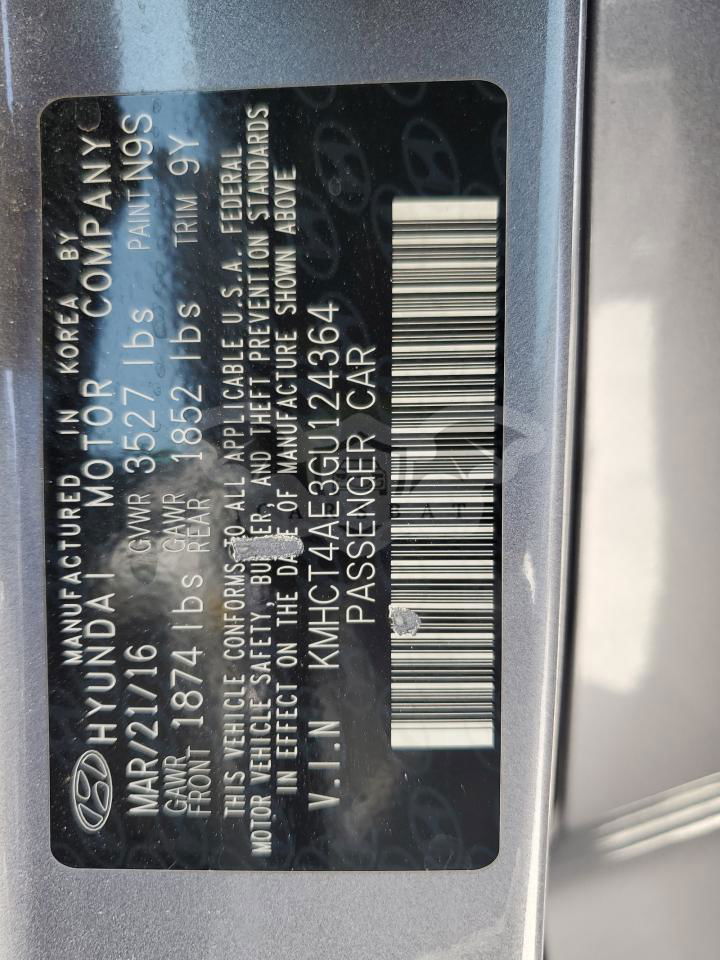 MANUFACTURED IN KOREA BY
HYUNDAI MOTOR COMPANY
MAR/21/16 GVWR 3527 lbs PAINT N9S
GAWR FRONT 1874 lbs GAWR REAR 1852 lbs TRIM 9Y
THIS VEHICLE CONFORMS TO ALL APPLICABLE U.S.A. FEDERAL
MOTOR VEHICLE SAFETY, AND THEFT PREVENTION STANDARDS
IN EFFECT ON THE OF MANUFACTURE SHOWN ABOVE
V.I.N KMHCT4AE3GU124364
PASSENGER CAR